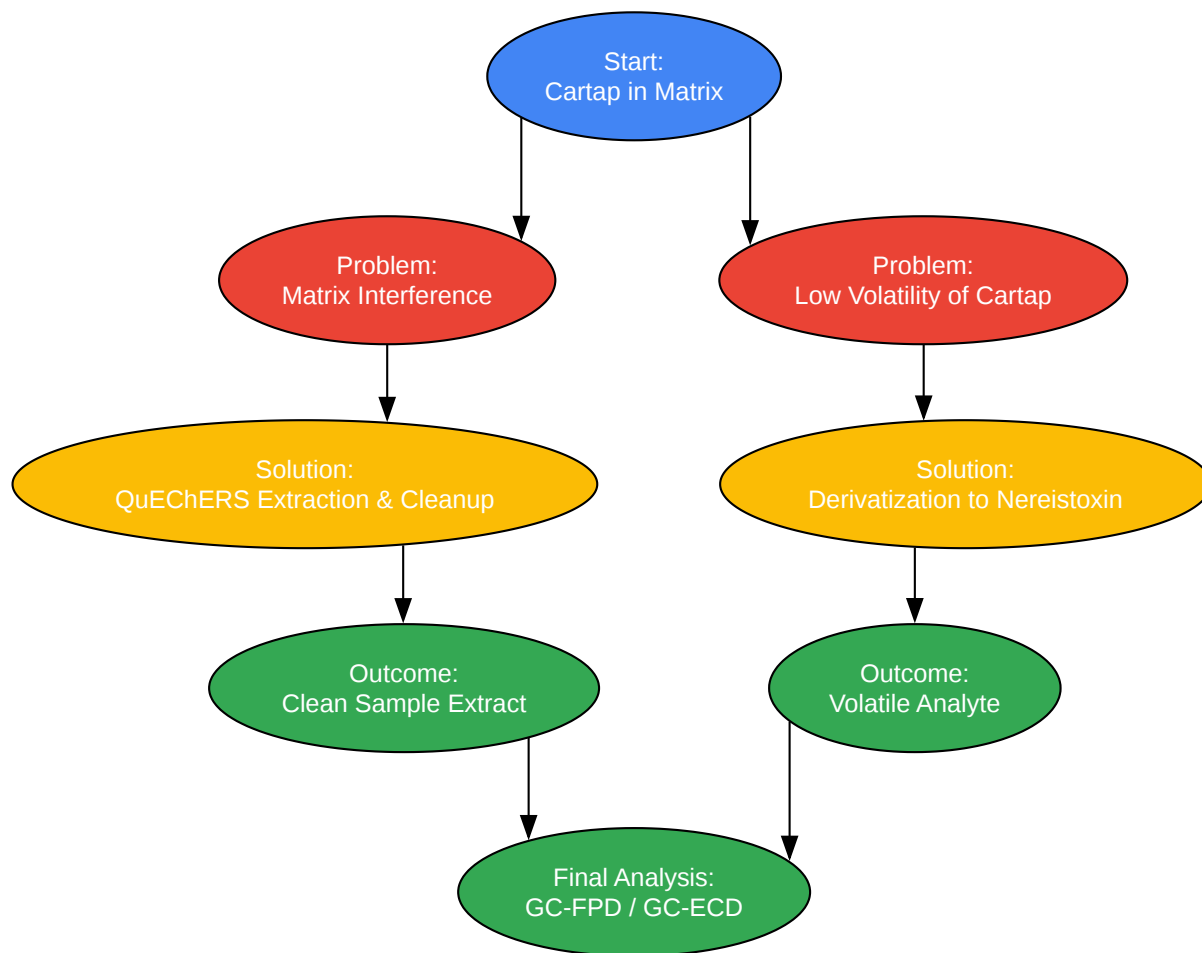 Start:
Cartap in Matrix
Problem:
Matrix Interference
Problem:
Low Volatility of Cartap
Solution:
QuEChERS Extraction & Cleanup
Solution:
Derivatization to Nereistoxin
Outcome:
Clean Sample Extract
Outcome:
Volatile Analyte
Final Analysis:
GC-FPD / GC-ECD